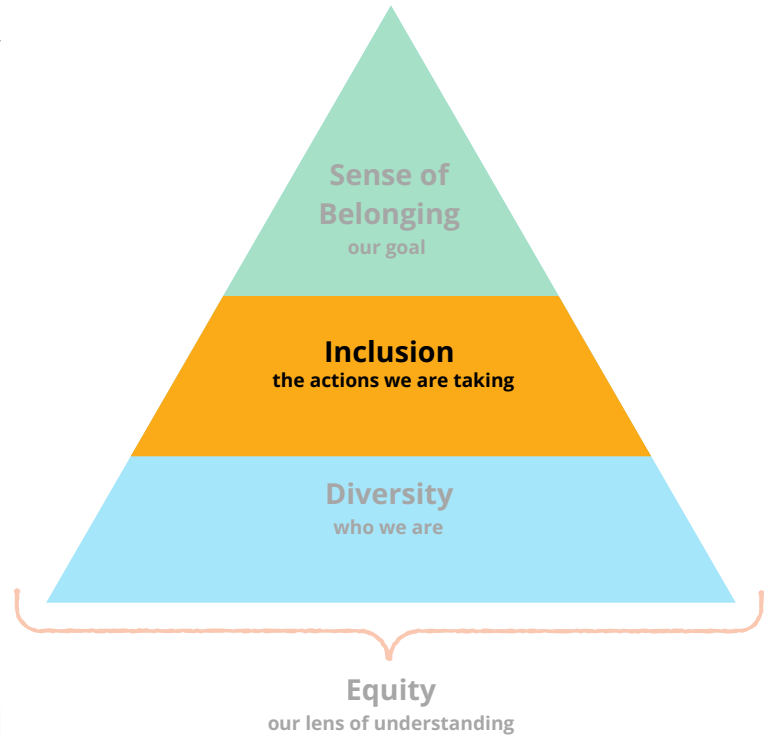 Sense of
Belonging
our goal
Inclusion
the actions we are taking
Diversity
who we are
Equity
our lens of understanding